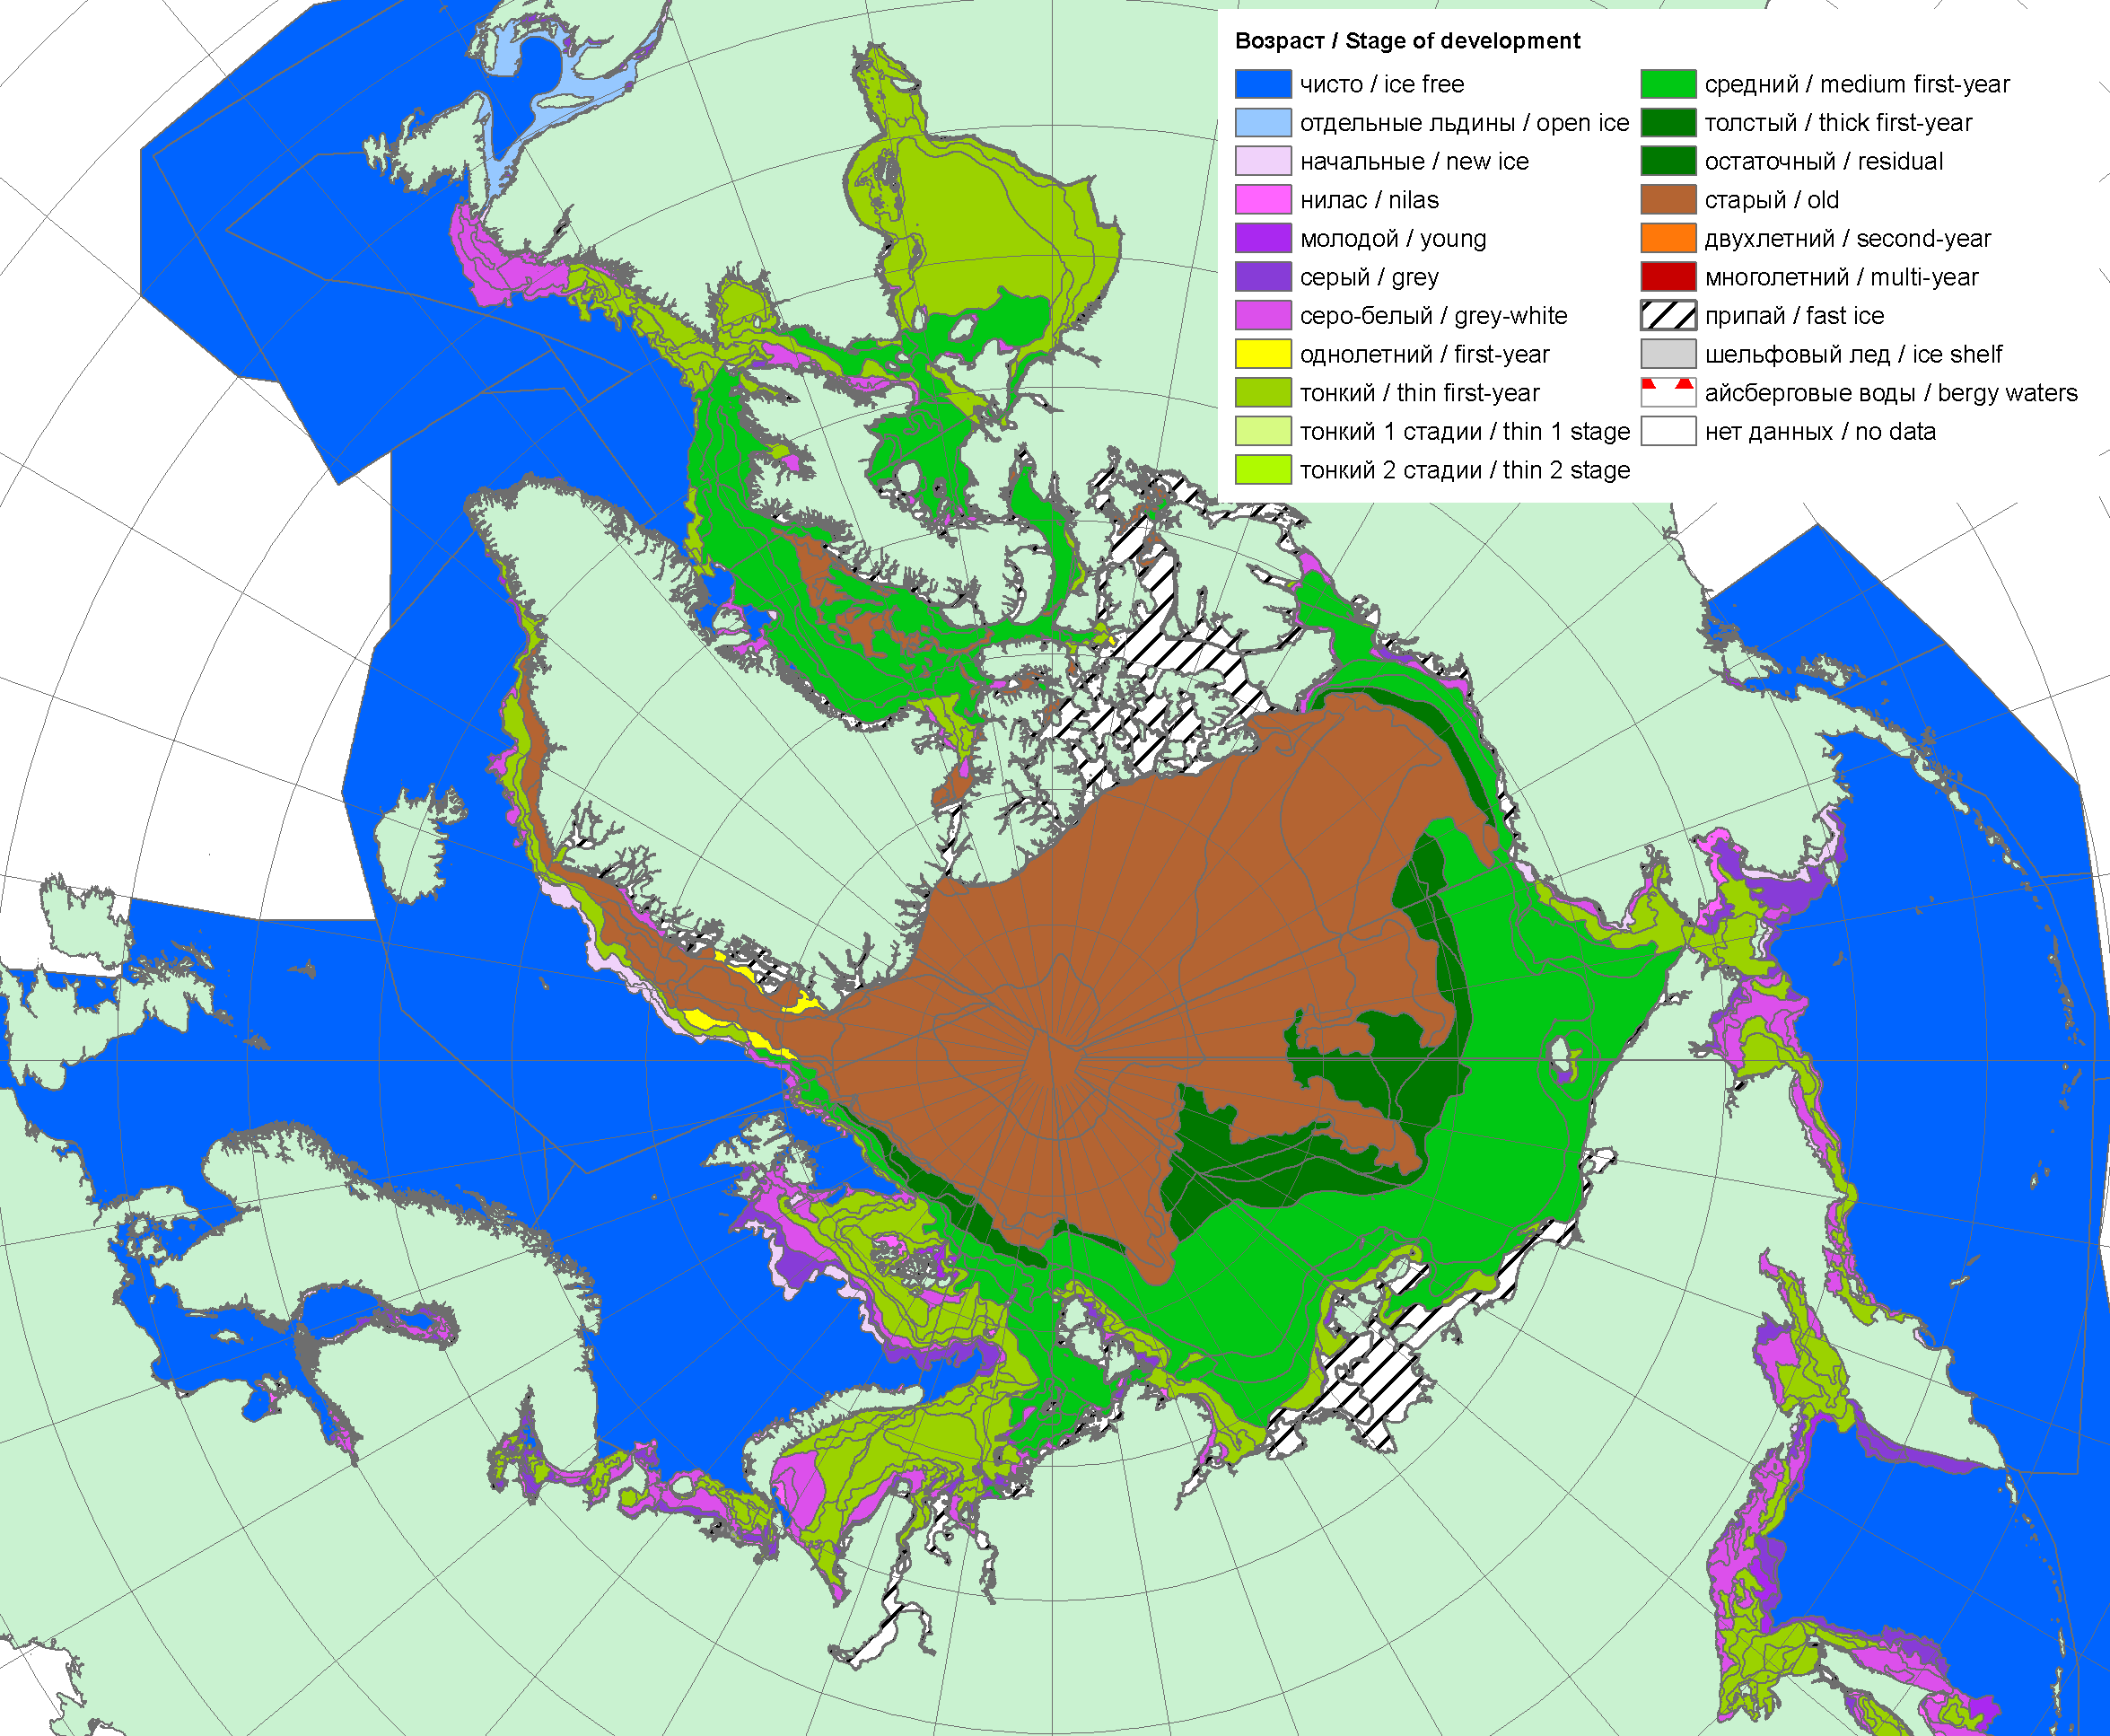 Возраст / Stage of development
чисто / ice free
отдельные льдины / open ice
начальные / new ice
нилас / nilas
молодой / young
серый / grey
серо-белый / grey-white
однолетний / first-year
тонкий / thin first-year
тонкий 1 стадии / thin 1 stage
тонкий 2 стадии / thin 2 stage
средний / medium first-year
толстый / thick first-year
остаточный / residual
старый / old
двухлетний / second-year
многолетний / multi-year
припай / fast ice
шельфовый лед / ice shelf
айсберговые воды / bergy waters
нет данных / no data